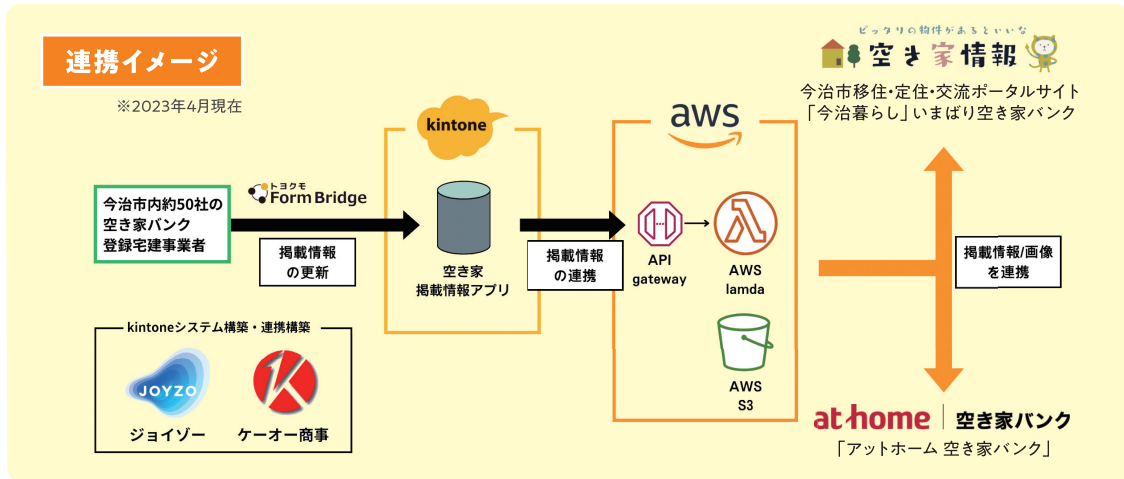 連携イメージ
※2023年4月現在
ピッタリの物件があるといいな
空き家情報
今治市移住・定住・交流ポータルサイト
「今治暮らし」いまばり空き家バンク
kintone
aws
トヨクモ
Form Bridge
今治市内約50社の
空き家バンク
登録宅建事業者
掲載情報
の更新
空き家
掲載情報アプリ
掲載情報
の連携
API
gateway
AWS
lamda
掲載情報/画像
を連携
AWS
S3
kintoneシステム構築・連携構築
JOYZO
K
ジョイゾー
ケーオー商事
at home
空き家バンク
「アットホーム 空き家バンク」